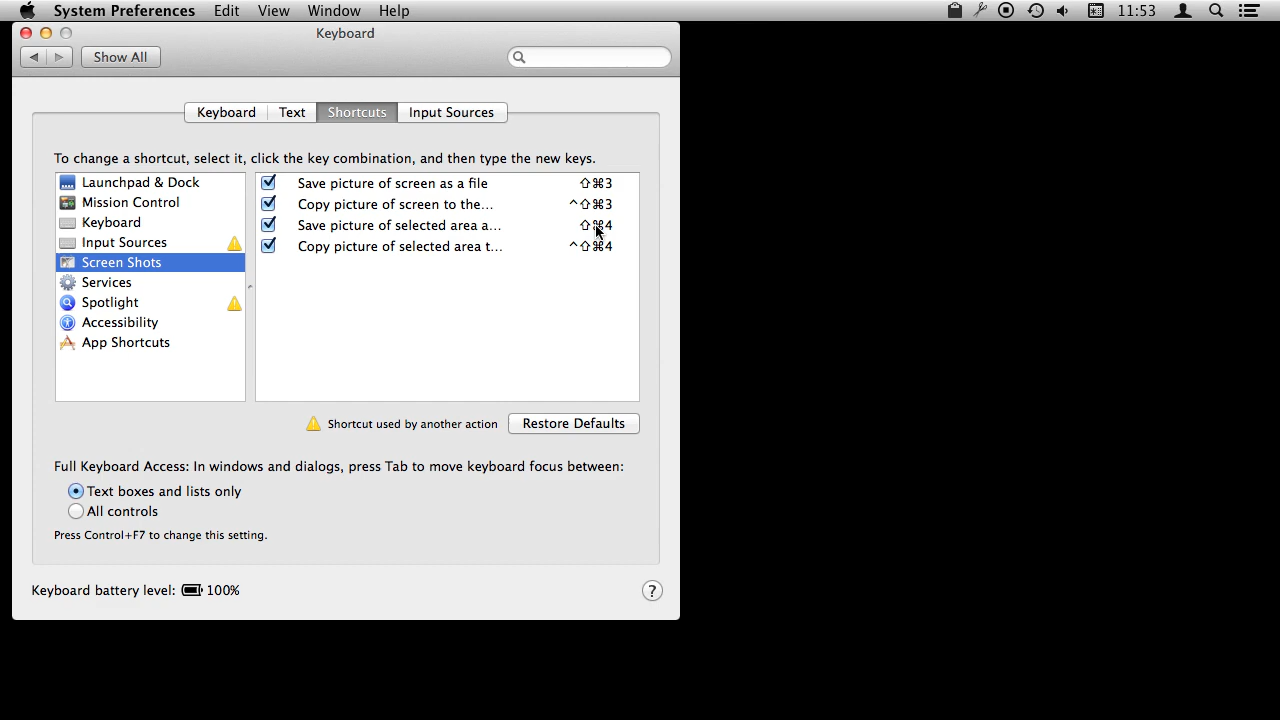 System Preferences Edit View Window Help 11:53
Keyboard
Show All
Keyboard Text Shortcuts Input Sources
To change a shortcut, select it, click the key combination, and then type the new keys.
Launchpad & Dock
Mission Control
Keyboard
Input Sources
Screen Shots
Services
Spotlight
Accessibility
App Shortcuts
Save picture of screen as a file ⇧⌘3
Copy picture of screen to the... ^⇧⌘3
Save picture of selected area a... ⇧⌘4
Copy picture of selected area t... ^⇧⌘4
Shortcut used by another action Restore Defaults
Full Keyboard Access: In windows and dialogs, press Tab to move keyboard focus between:
Text boxes and lists only
All controls
Press Control+F7 to change this setting.
Keyboard battery level: 100% ?